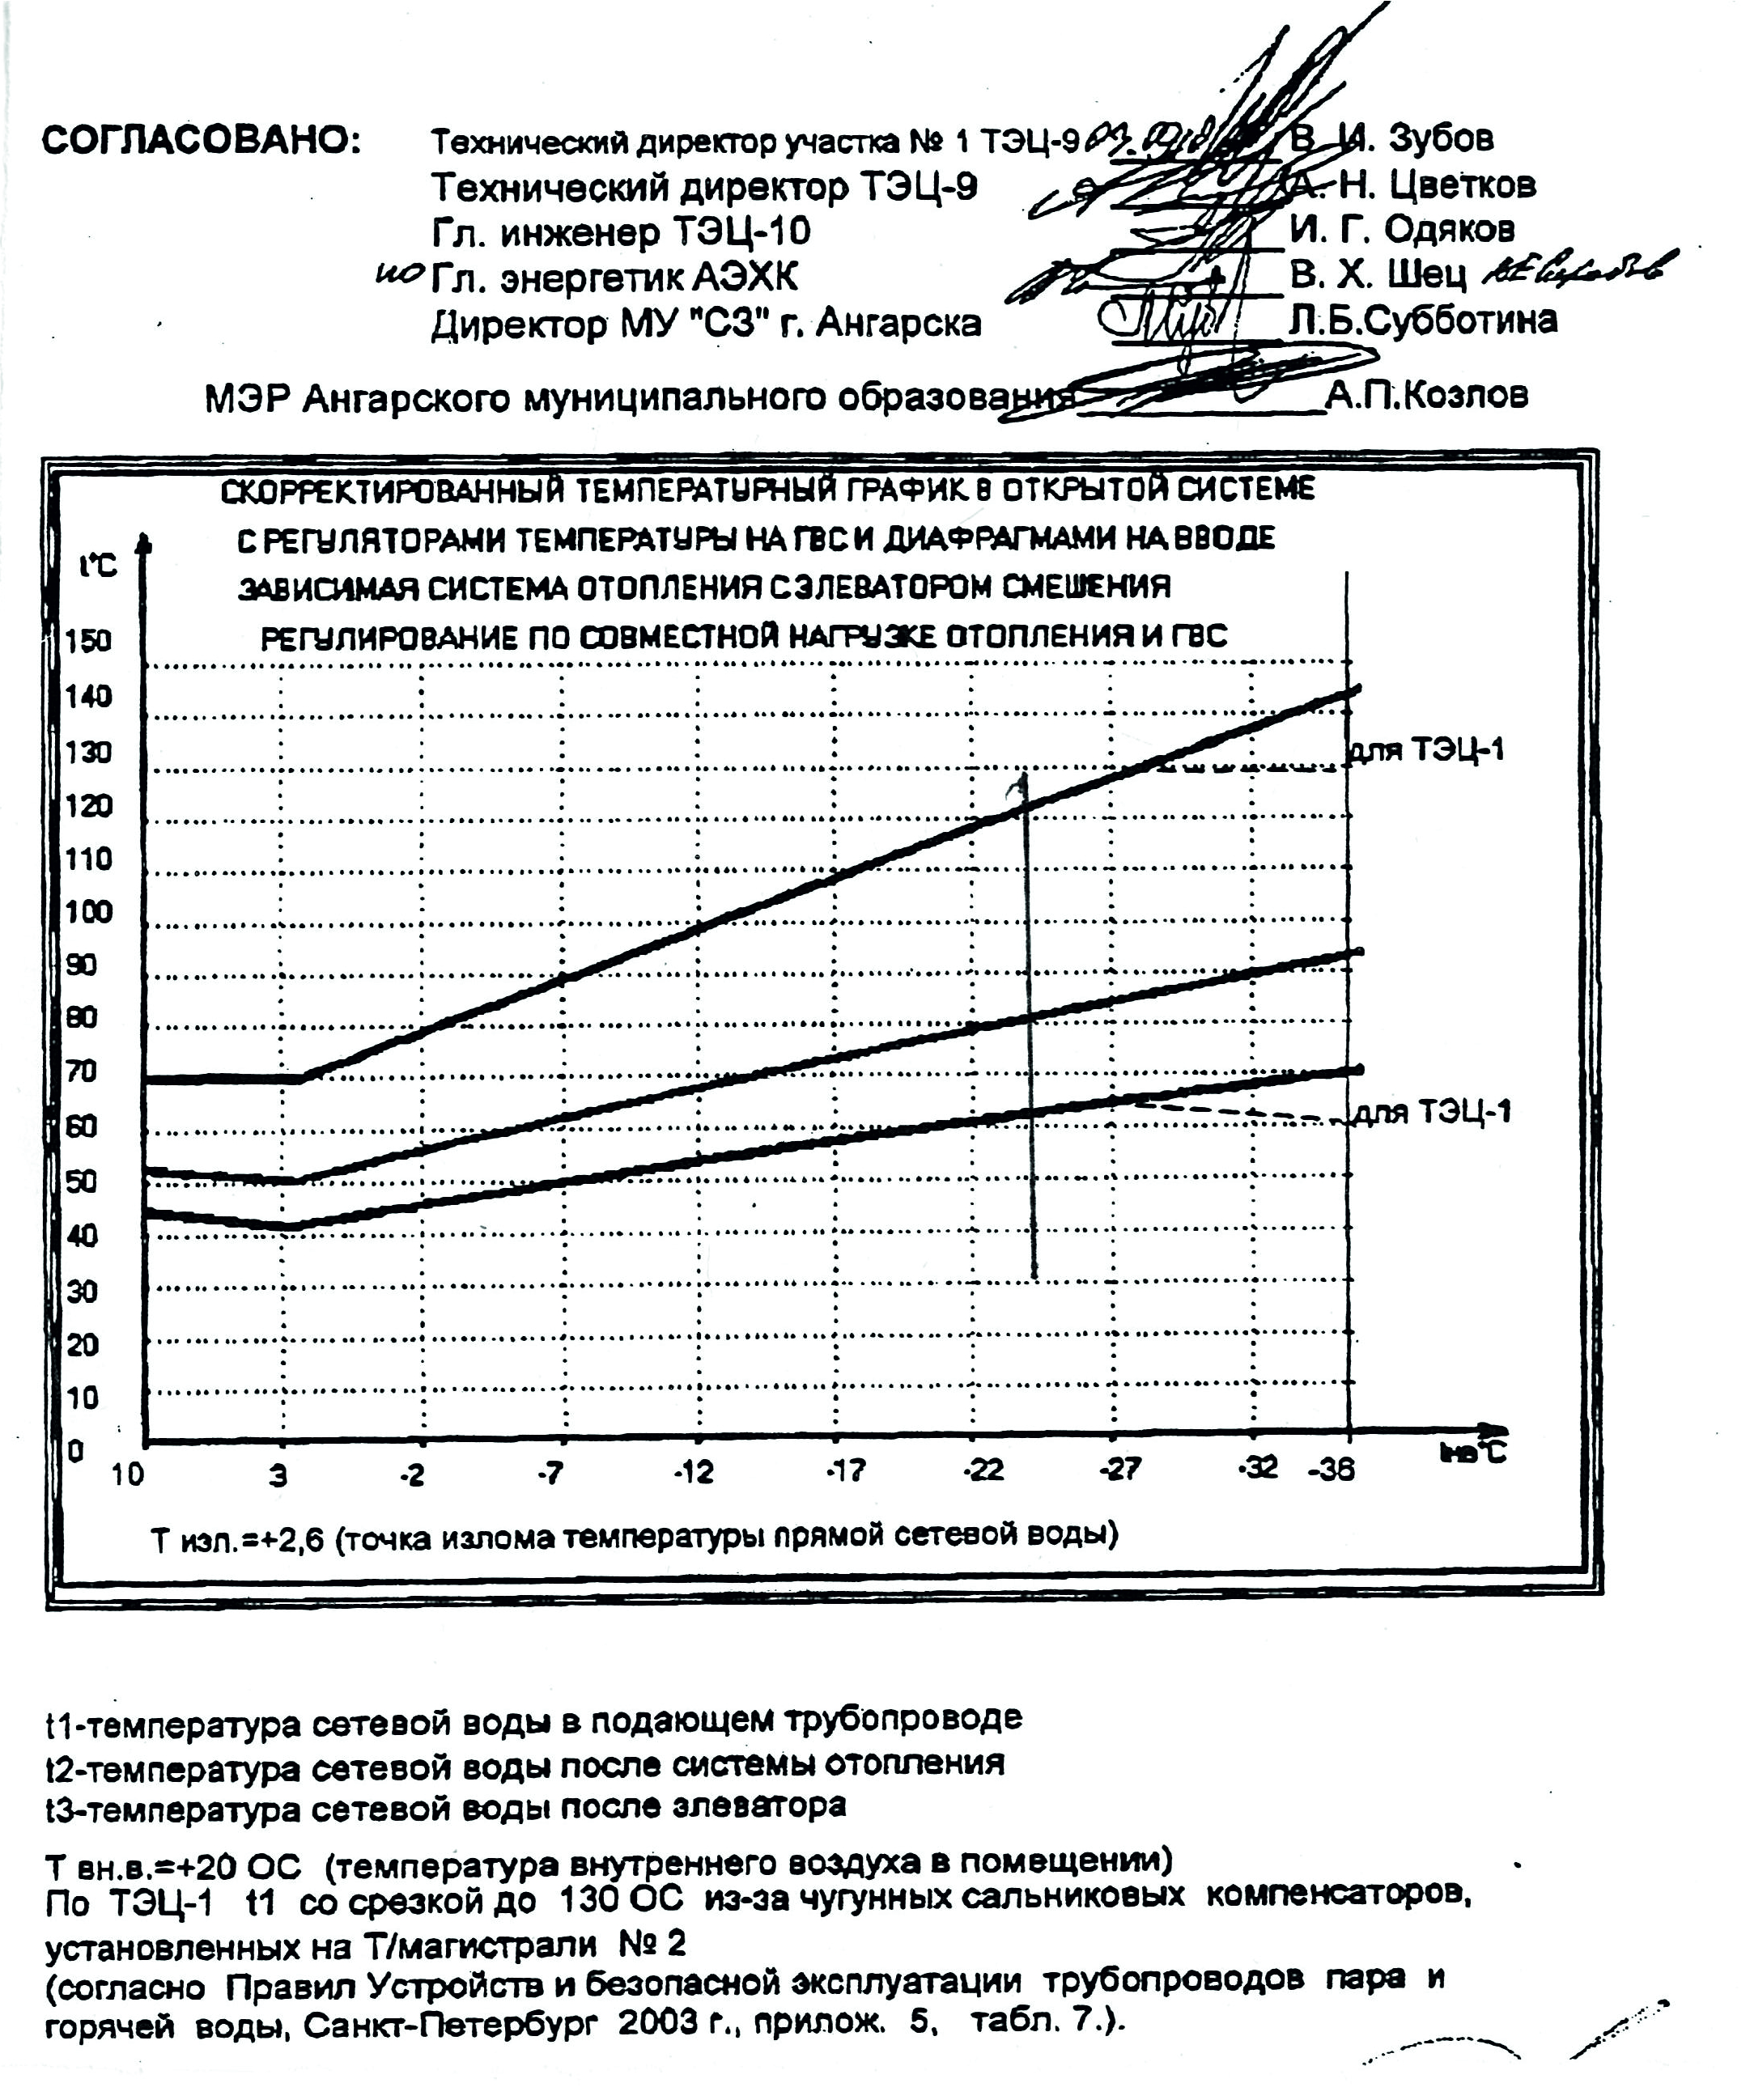 СОГЛАСОВАНО: Технический директор участка № 1 ТЭЦ-9 В. И. Зубов
Технический директор ТЭЦ-9 А. Н. Цветков
Гл. инженер ТЭЦ-10 И. Г. Одяков
ио Гл. энергетик АЭХК В. Х. Шец
Директор МУ "СЗ" г. Ангарска Л.Б.Субботина
МЭР Ангарского муниципального образования А.П.Козлов
СКОРРЕКТИРОВАННЫЙ ТЕМПЕРАТУРНЫЙ ГРАФИК В ОТКРЫТОЙ СИСТЕМЕ
С РЕГУЛЯТОРАМИ ТЕМПЕРАТУРЫ НА ГВС И ДИАФРАГМАМИ НА ВВОДЕ
ЗАВИСИМАЯ СИСТЕМА ОТОПЛЕНИЯ С ЭЛЕВАТОРОМ СМЕШЕНИЯ
РЕГУЛИРОВАНИЕ ПО СОВМЕСТНОЙ НАГРУЗКЕ ОТОПЛЕНИЯ И ГВС
t°C
150
140
130
120
110
100
90
80
70
60
50
40
30
20
10
0
для ТЭЦ-1
для ТЭЦ-1
10 3 -2 -7 -12 -17 -22 -27 -32 -36
tнв°C
Т изл.=+2,6 (точка излома температуры прямой сетевой воды)
t1-температура сетевой воды в подающем трубопроводе
t2-температура сетевой воды после системы отопления
t3-температура сетевой воды после элеватора
Т вн.в.=+20 ОС (температура внутреннего воздуха в помещении)
По ТЭЦ-1 t1 со срезкой до 130 ОС из-за чугунных сальниковых компенсаторов,
установленных на Т/магистрали № 2
(согласно Правил Устройств и безопасной эксплуатации трубопроводов пара и
горячей воды, Санкт-Петербург 2003 г., прилож. 5, табл. 7.).